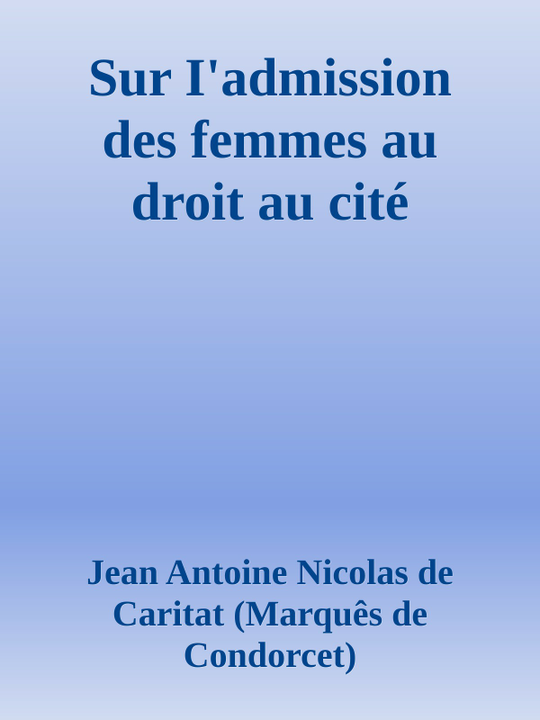 Sur I'admission
des femmes au
droit au cité
Jean Antoine Nicolas de
Caritat (Marquês de
Condorcet)